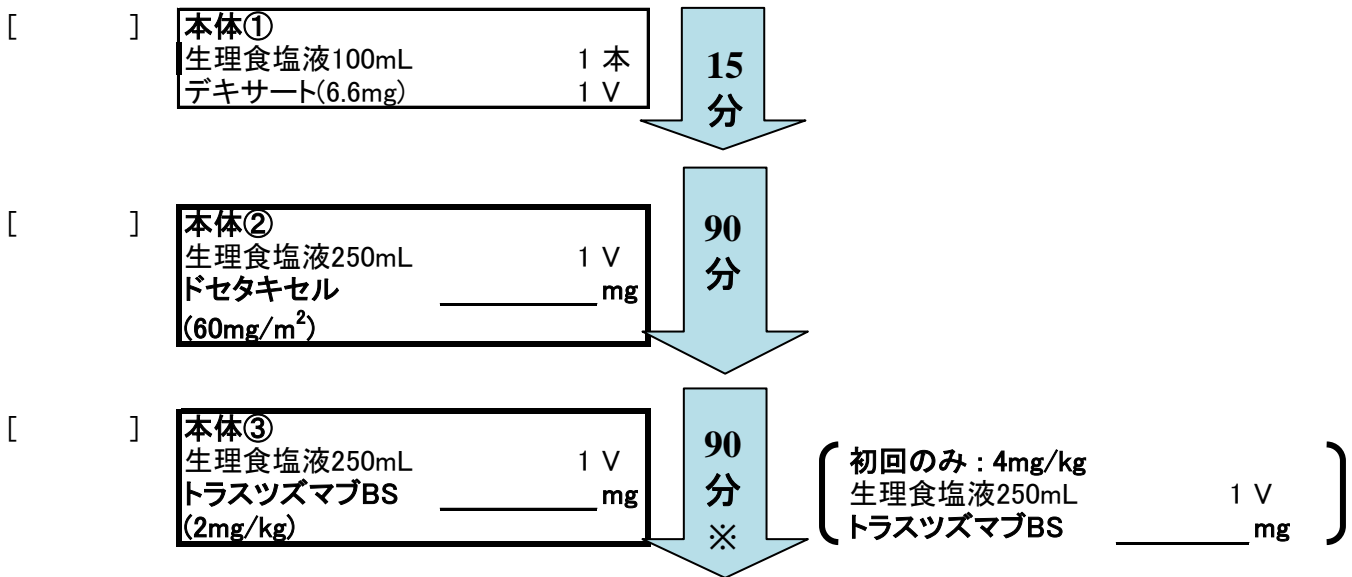 [ ] 本体①
生理食塩液100mL 1 本
デキサート(6.6mg) 1 V
15
分
[ ] 本体②
生理食塩液250mL 1 V
ドセタキセル ________ mg
(60mg/m²)
90
分
[ ] 本体③
生理食塩液250mL 1 V
トラスツズマブBS ________ mg
(2mg/kg)
90
分
※
初回のみ:4mg/kg
生理食塩液250mL 1 V
トラスツズマブBS ________ mg